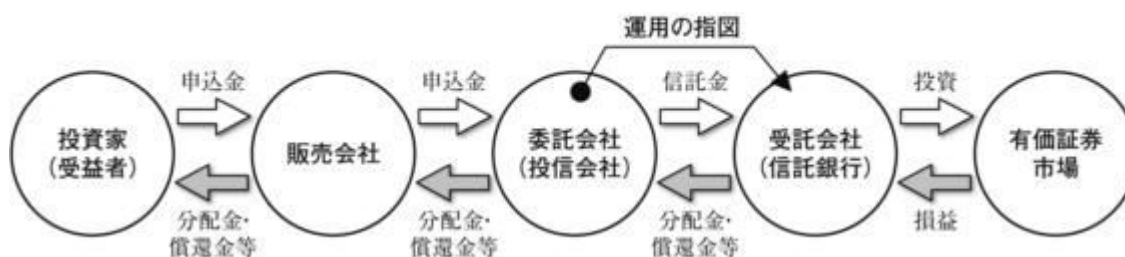 運用の指図
申込金
申込金
信託金
投資
投資家
(受益者)
販売会社
委託会社
(投信会社)
受託会社
(信託銀行)
有価証券
市場
分配金・
償還金等
分配金・
償還金等
分配金・
償還金等
損益